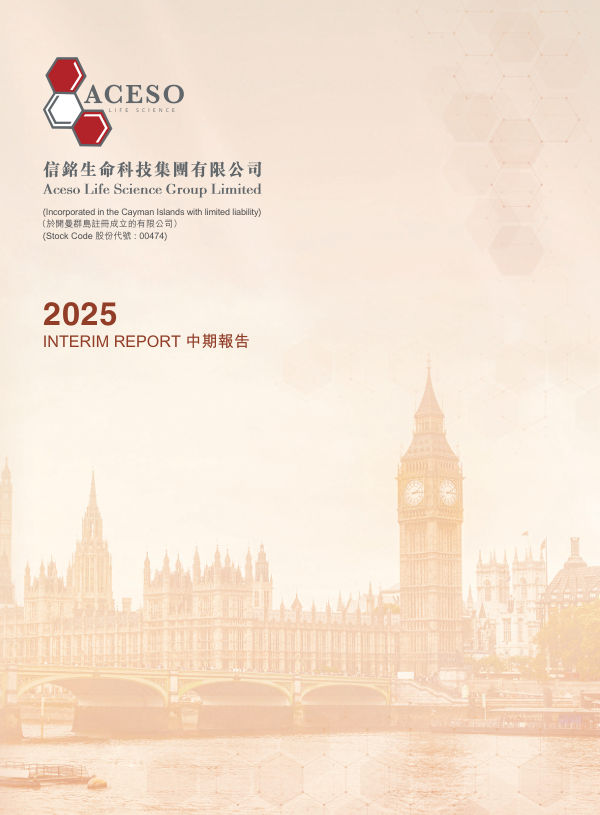 ACESO
LIFE SCIENCE
信銘生命科技集團有限公司
Aceso Life Science Group Limited
(Incorporated in the Cayman Islands with limited liability)
(於開曼群島註冊成立的有限公司)
(Stock Code 股份代號 : 00474)
2025
INTERIM REPORT 中期報告